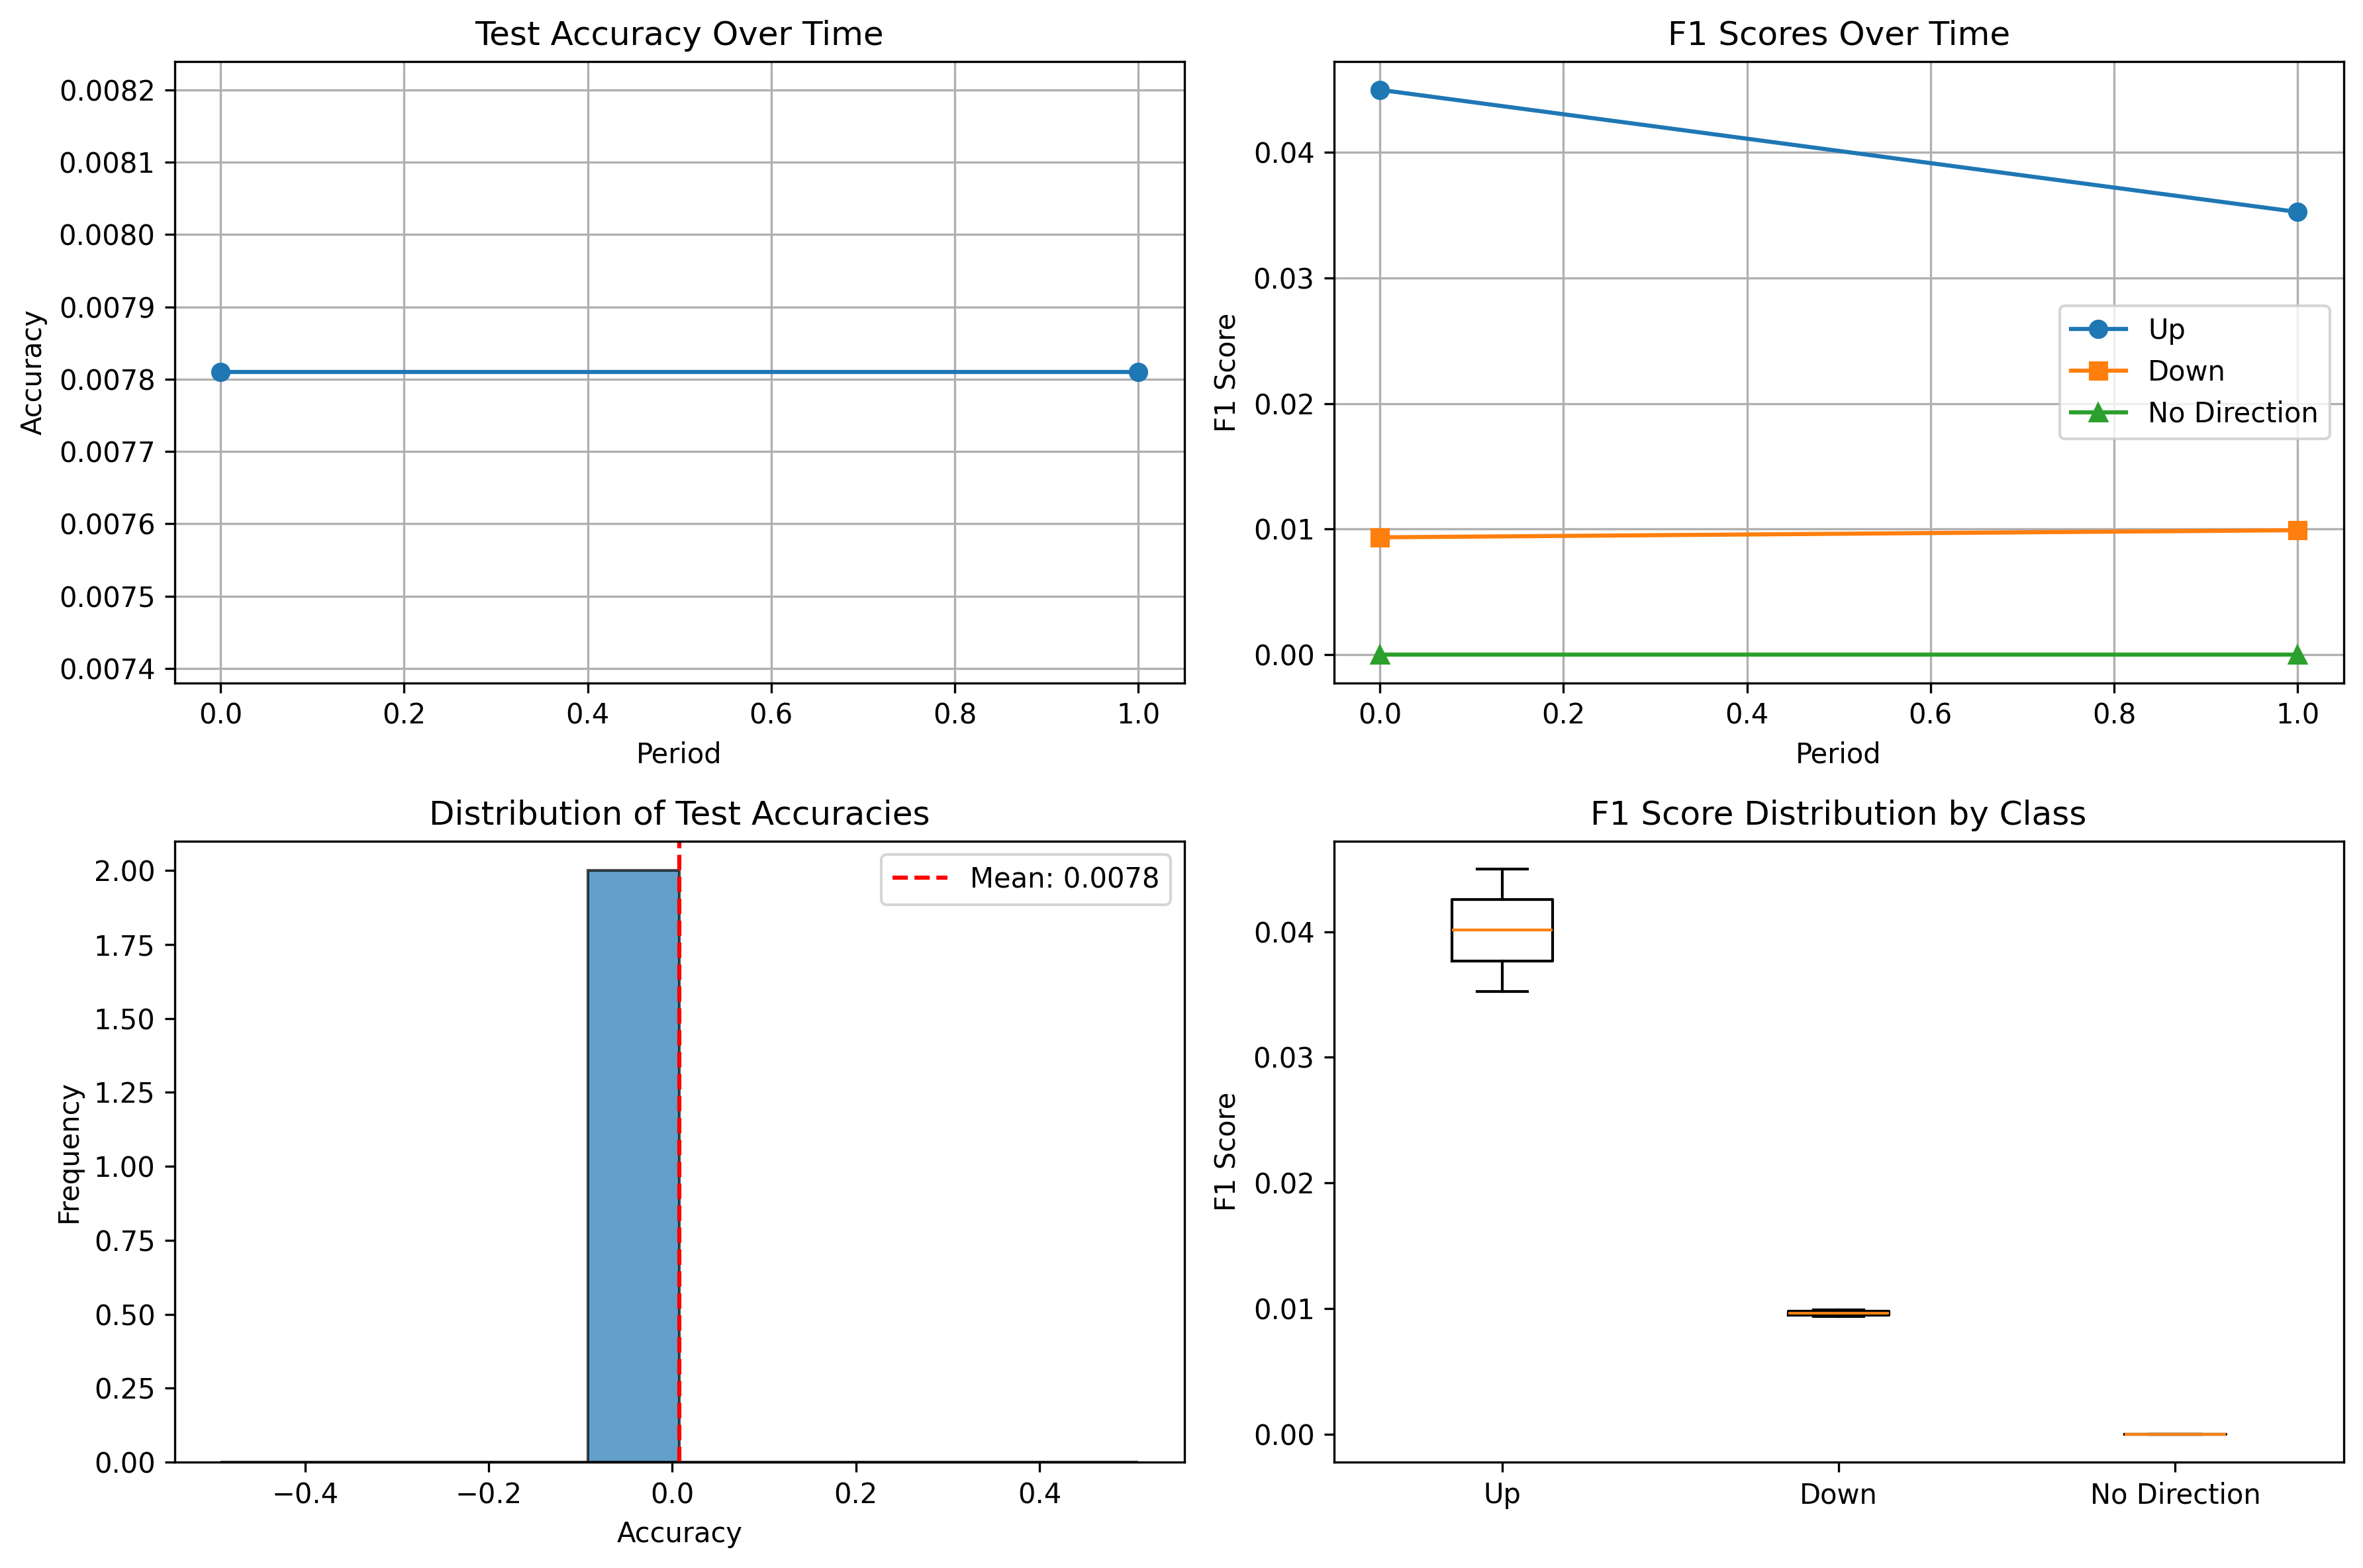 Test Accuracy Over Time
0.0082
0.0081
0.0080
0.0079
0.0078
0.0077
0.0076
0.0075
0.0074
Accuracy
0.0 0.2 0.4 0.6 0.8 1.0
Period
F1 Scores Over Time
0.04
0.03
0.02
0.01
0.00
F1 Score
Up
Down
No Direction
0.0 0.2 0.4 0.6 0.8 1.0
Period
Distribution of Test Accuracies
2.00
1.75
1.50
1.25
1.00
0.75
0.50
0.25
0.00
Frequency
Mean: 0.0078
−0.4 −0.2 0.0 0.2 0.4
Accuracy
F1 Score Distribution by Class
0.04
0.03
0.02
0.01
0.00
F1 Score
Up Down No Direction